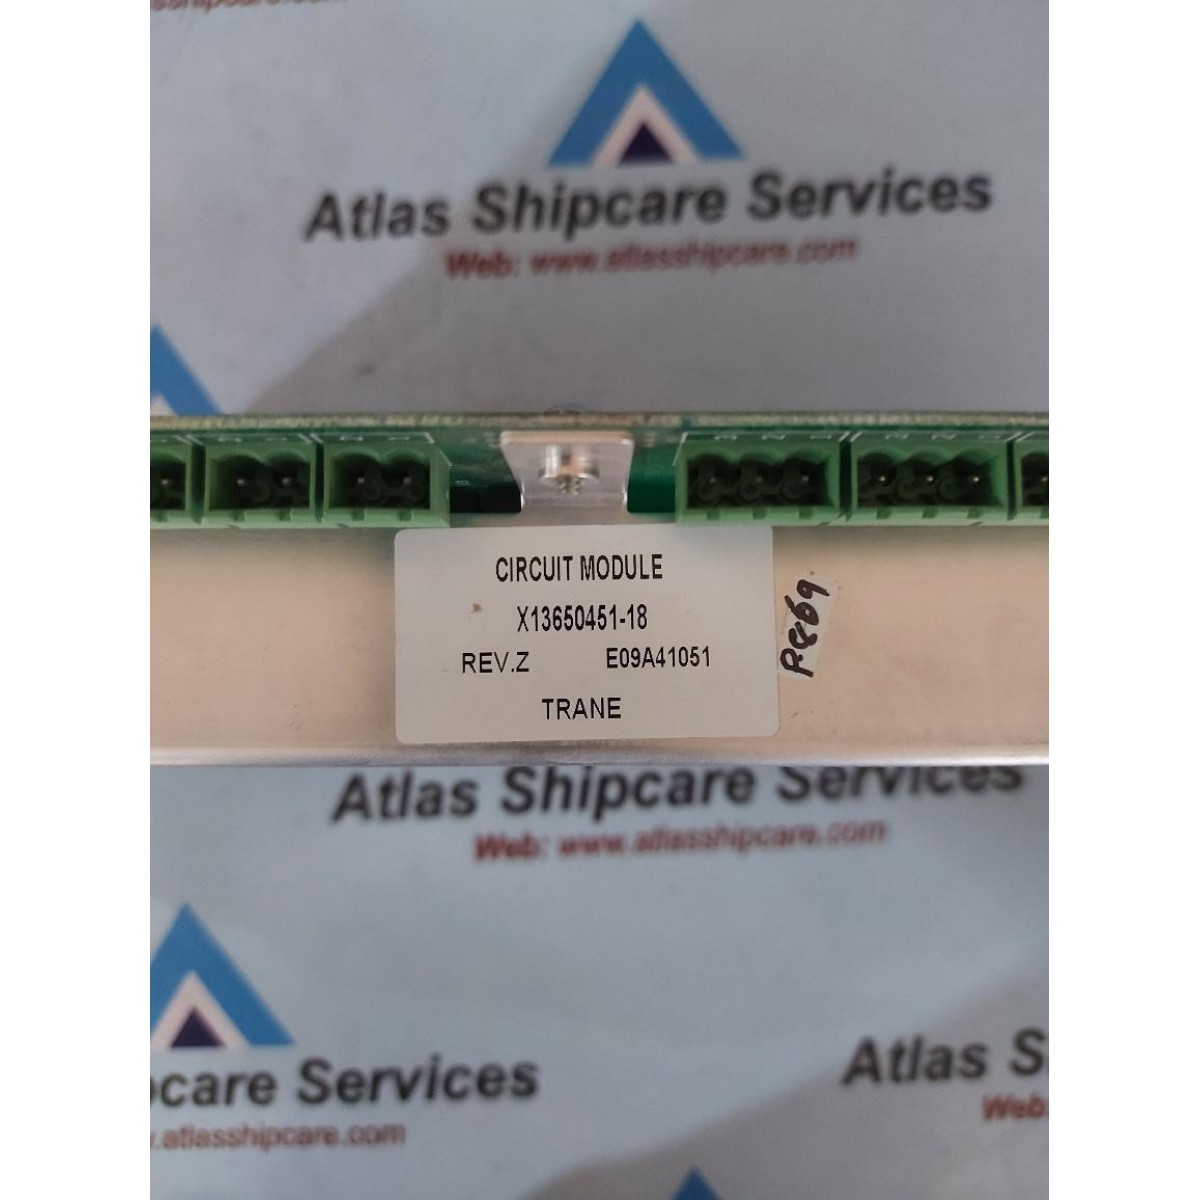 Atlas Shipcare Services
Web: www.atlasshipcare.com
CIRCUIT MODULE
X13650451-18
REV.Z E09A41051
TRANE
P.869
Atlas Shipcare Services
Web: www.atlasshipcare.com
care Services
.atlasshipcare.com
Atlas S
Web